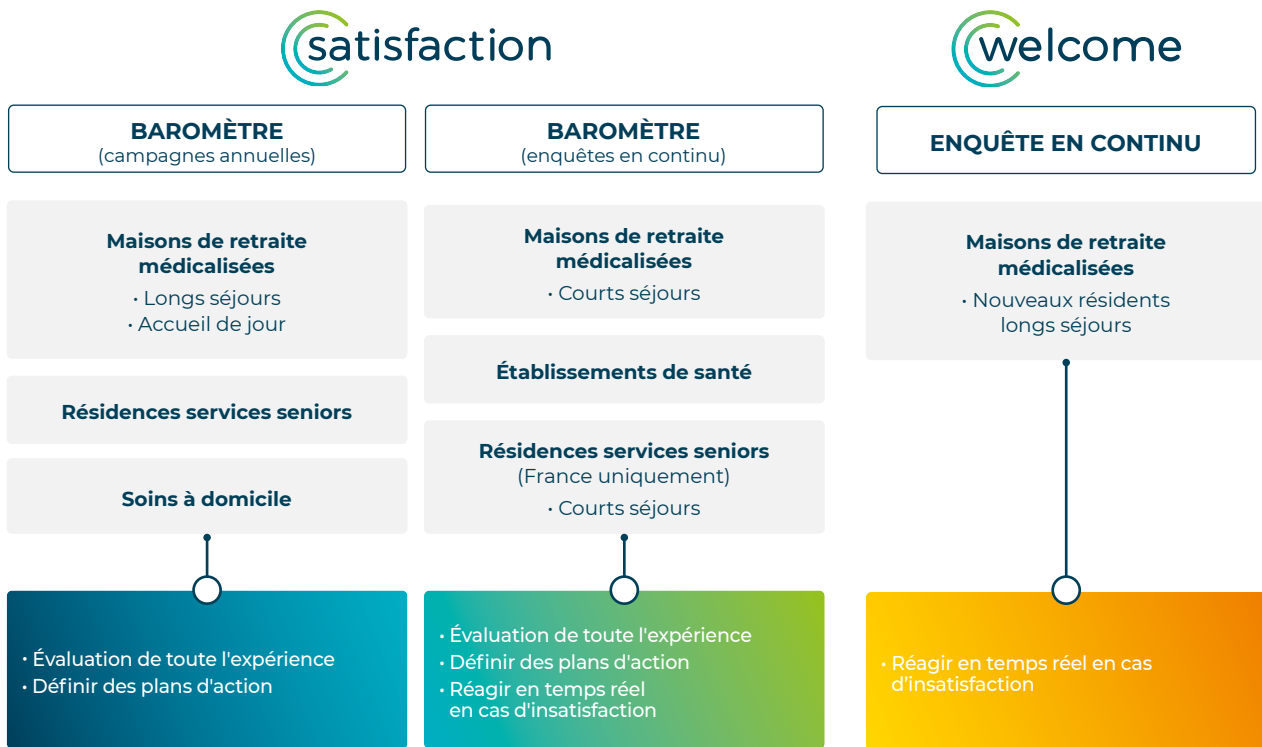 satisfaction
welcome
BAROMÈTRE
(campagnes annuelles)
BAROMÈTRE
(enquêtes en continu)
ENQUÊTE EN CONTINU
Maisons de retraite
médicalisées
• Longs séjours
• Accueil de jour
Résidences services seniors
Soins à domicile
Maisons de retraite
médicalisées
• Courts séjours
Établissements de santé
Résidences services seniors
(France uniquement)
• Courts séjours
Maisons de retraite
médicalisées
• Nouveaux résidents
longs séjours
• Évaluation de toute l'expérience
• Définir des plans d'action
• Évaluation de toute l'expérience
• Définir des plans d'action
• Réagir en temps réel
en cas d'insatisfaction
• Réagir en temps réel en cas
d’insatisfaction